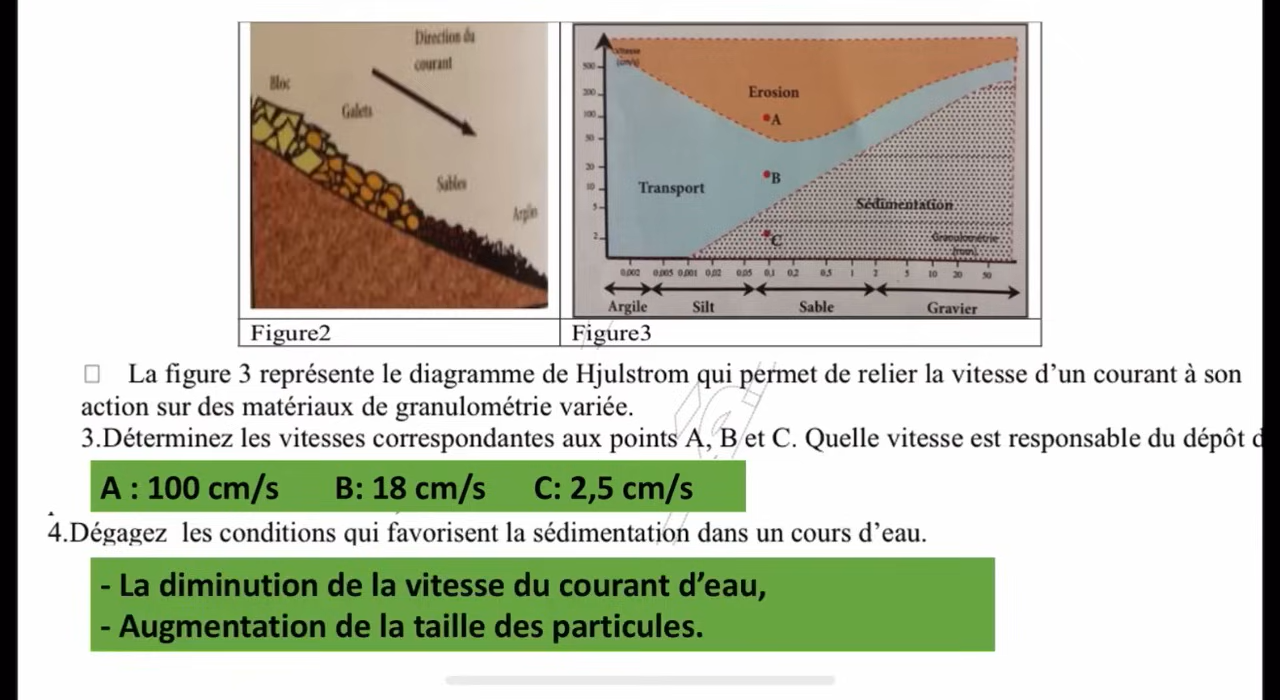 Direction du
courant
Bloc
Galets
Sables
Argiles
Vitesse
(cm/s)
500
200
100
50
20
10
5
2
Erosion
A
B
Transport
Sédimentation
C
Granulométrie
(mm)
0,002 0,005 0,001 0,02 0,05 0,1 0,2 0,5 1 2 5 10 20 50
Argile Silt Sable Gravier
Figure2
Figure3
La figure 3 représente le diagramme de Hjulstrom qui permet de relier la vitesse d’un courant à son
action sur des matériaux de granulométrie variée.
3.Déterminez les vitesses correspondantes aux points A, B et C. Quelle vitesse est responsable du dépôt d
A : 100 cm/s B: 18 cm/s C: 2,5 cm/s
4.Dégagez les conditions qui favorisent la sédimentation dans un cours d’eau.
- La diminution de la vitesse du courant d’eau,
- Augmentation de la taille des particules.